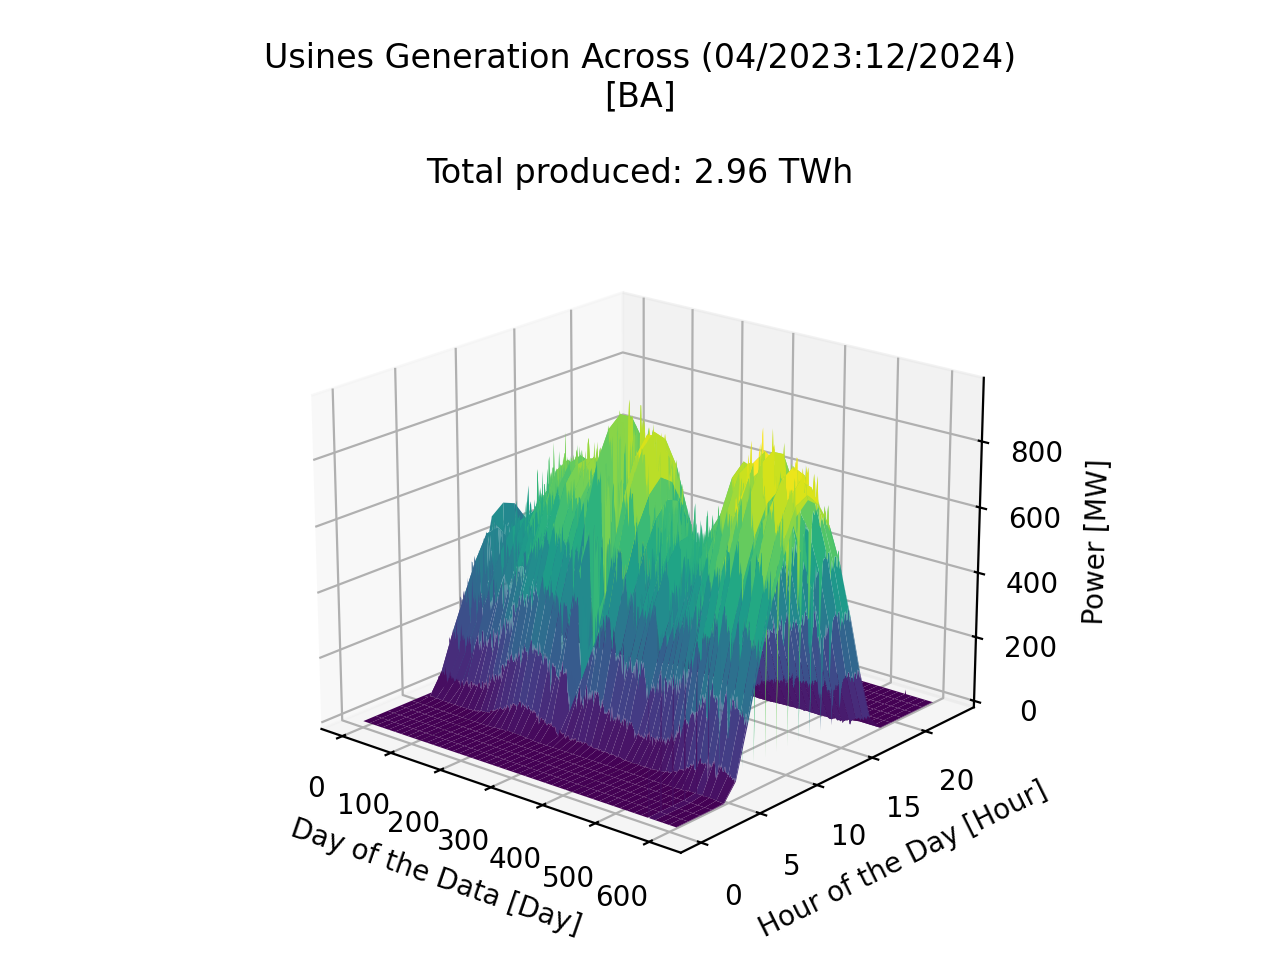 Usines Generation Across (04/2023:12/2024)
[BA]
Total produced: 2.96 TWh
800
600
400
200
0
Power [MW]
0
100
200
300
400
500
600
Day of the Data [Day]
0
5
10
15
20
Hour of the Day [Hour]